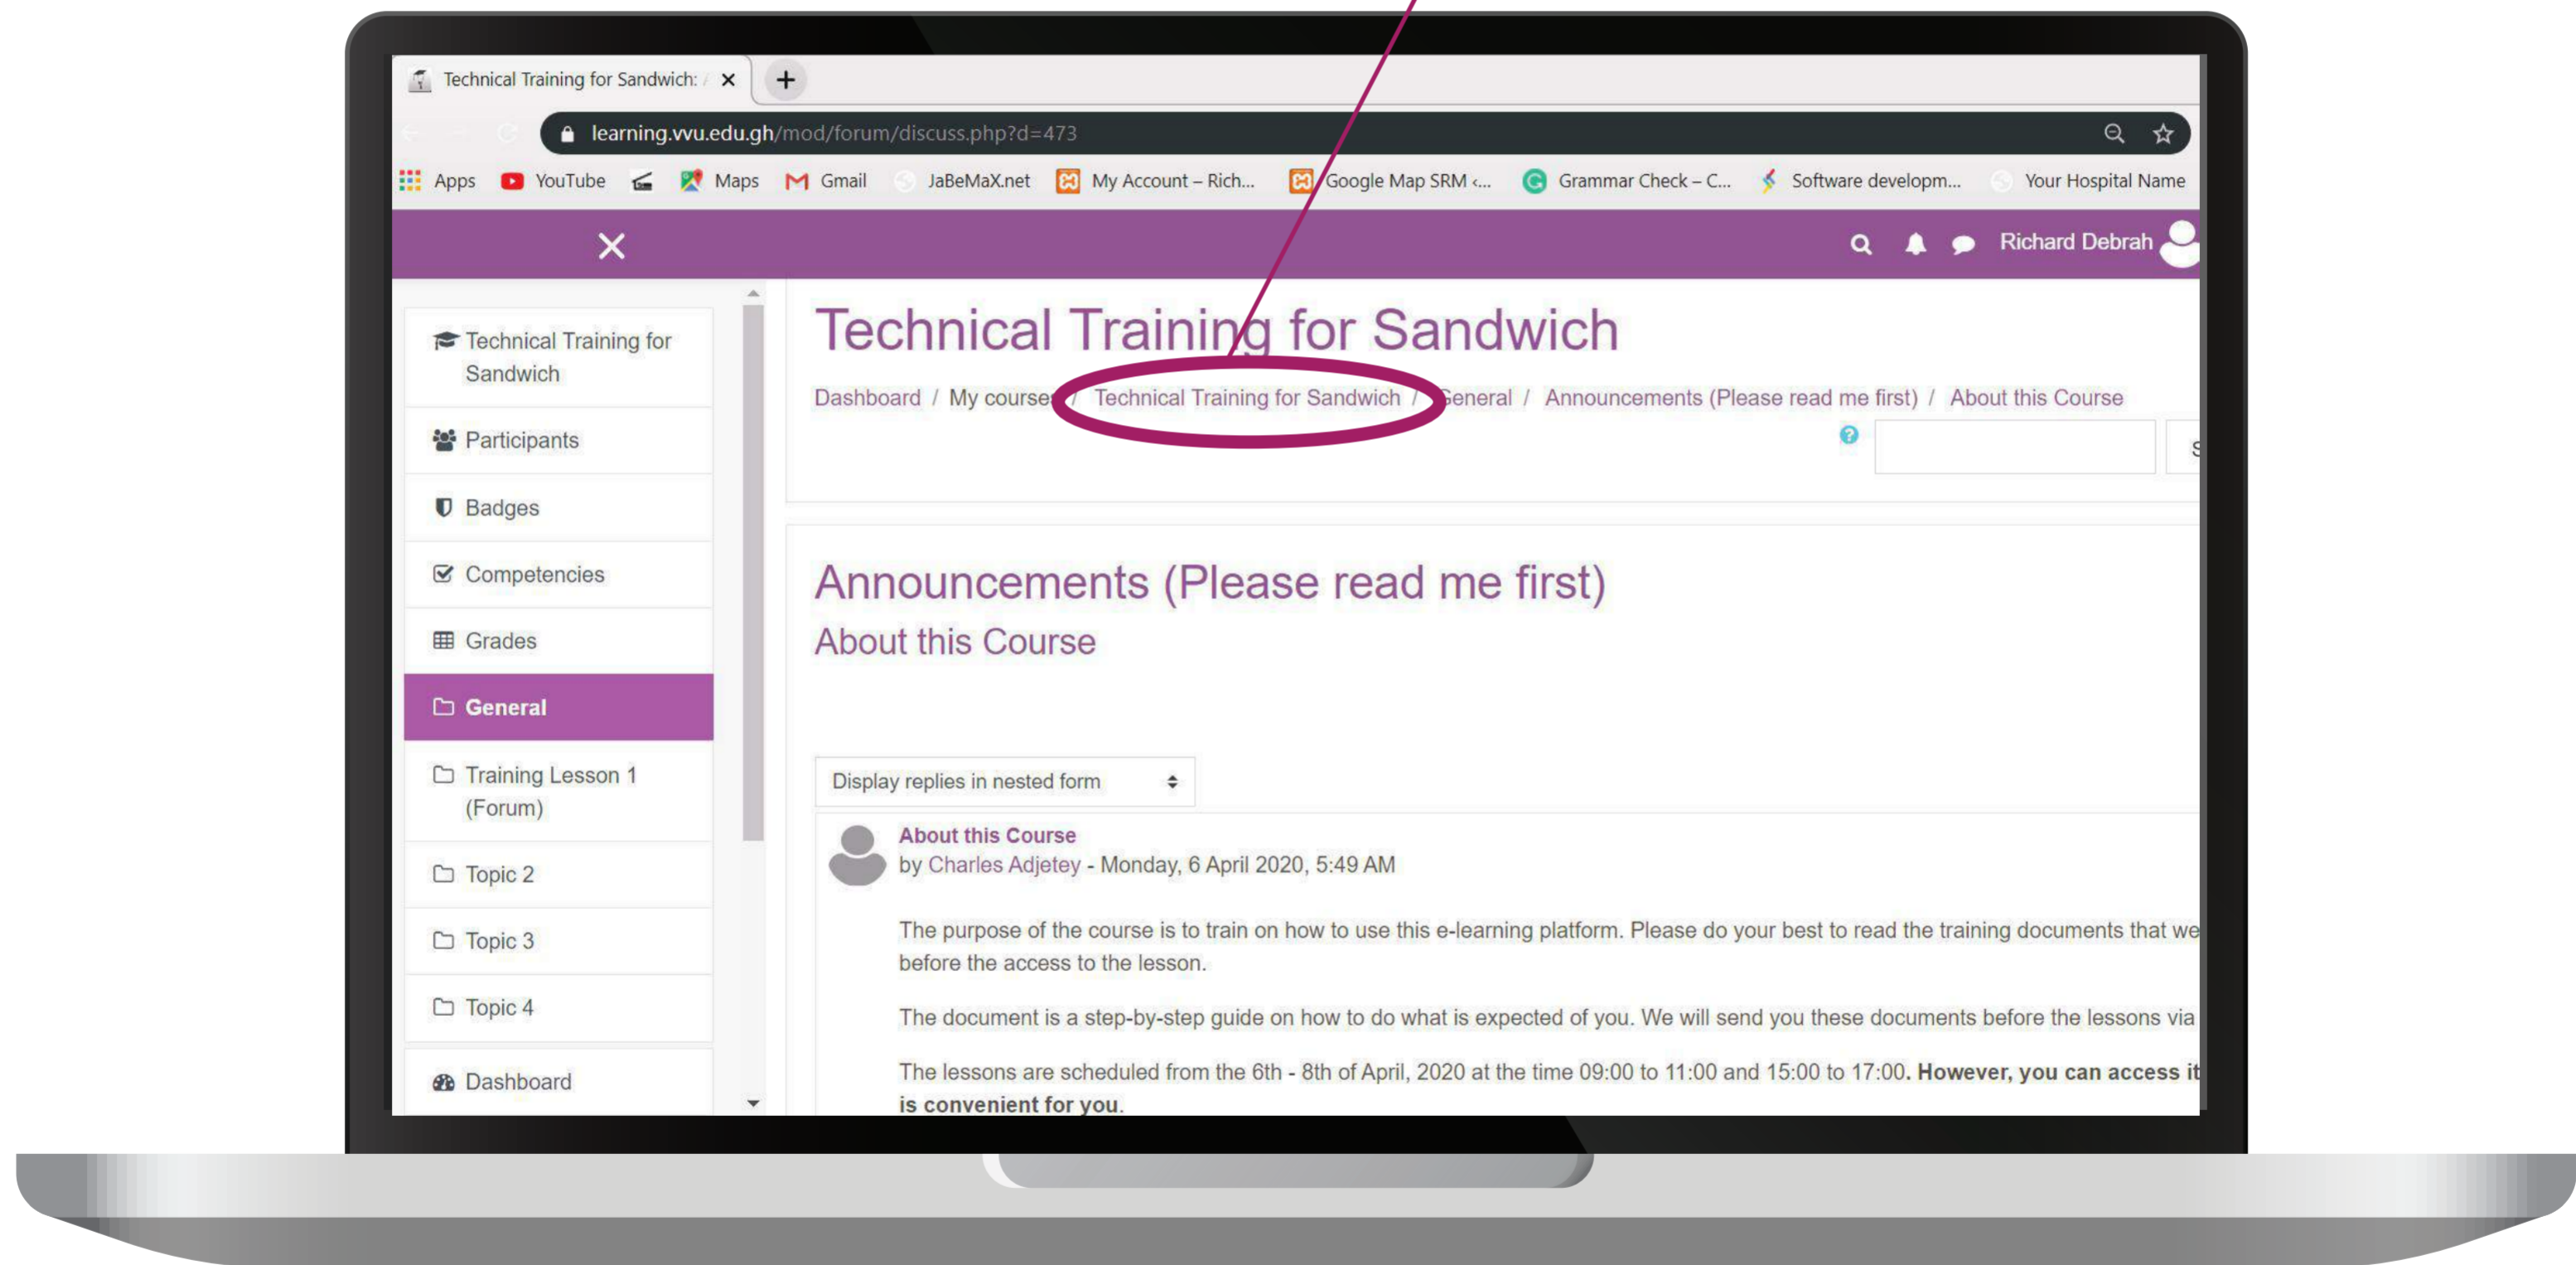 Technical Training for Sandwich:
learning.vvu.edu.gh/mod/forum/discuss.php?d=473
Apps YouTube Maps Gmail JaBeMaX.net My Account – Rich... Google Map SRM ‹... Grammar Check – C... Software developm... Your Hospital Name
Richard Debrah
Technical Training for
Sandwich
Participants
Badges
Competencies
Grades
General
Training Lesson 1
(Forum)
Topic 2
Topic 3
Topic 4
Dashboard
Technical Training for Sandwich
Dashboard / My courses / Technical Training for Sandwich / General / Announcements (Please read me first) / About this Course
Announcements (Please read me first)
About this Course
Display replies in nested form
About this Course
by Charles Adjetey - Monday, 6 April 2020, 5:49 AM
The purpose of the course is to train on how to use this e-learning platform. Please do your best to read the training documents that we
before the access to the lesson.
The document is a step-by-step guide on how to do what is expected of you. We will send you these documents before the lessons via
The lessons are scheduled from the 6th - 8th of April, 2020 at the time 09:00 to 11:00 and 15:00 to 17:00. However, you can access it
is convenient for you.